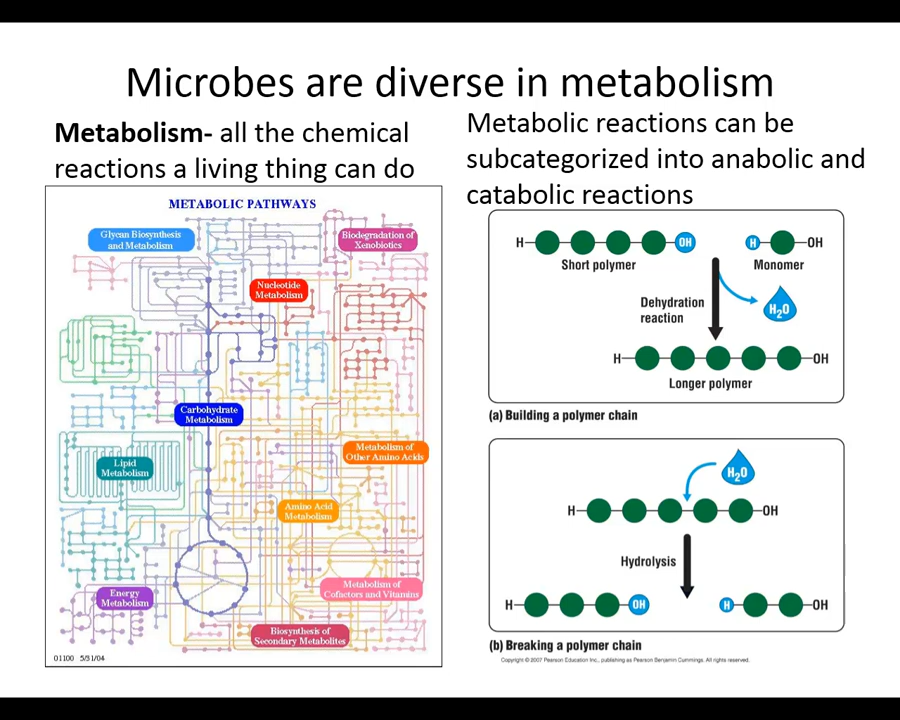 Microbes are diverse in metabolism
Metabolism- all the chemical
reactions a living thing can do
METABOLIC PATHWAYS
Glycan Biosynthesis
and Metabolism
Biodegradation of
Xenobiotics
Nucleotide
Metabolism
Carbohydrate
Metabolism
Metabolism of
Other Amino Acids
Lipid
Metabolism
Amino Acid
Metabolism
Metabolism of
Cofactors and Vitamins
Energy
Metabolism
Biosynthesis of
Secondary Metabolites
01100 5/31/04
Metabolic reactions can be
subcategorized into anabolic and
catabolic reactions
H OH H OH
Short polymer Monomer
Dehydration
reaction
H₂O
H OH
Longer polymer
(a) Building a polymer chain
H₂O
H OH
Hydrolysis
H OH H OH
(b) Breaking a polymer chain
Copyright © 2007 Pearson Education Inc., publishing as Pearson Benjamin Cummings. All rights reserved.